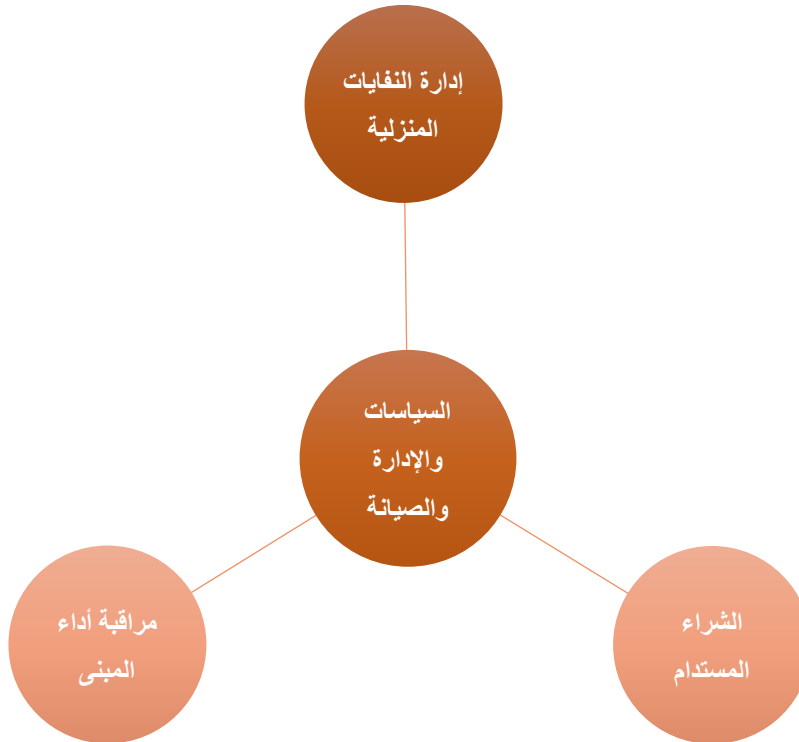 إدارة النفايات
المنزلية
السياسات
والإدارة
والصيانة
الشراء
المستدام
مراقبة أداء
المبنى